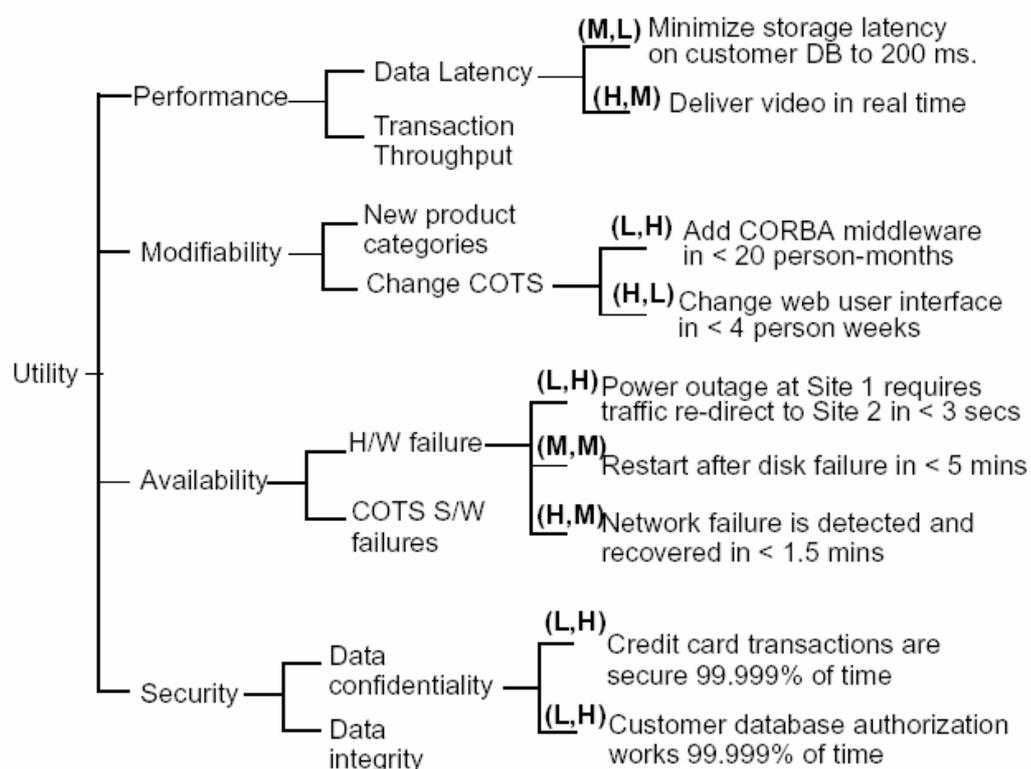 (M,L) Minimize storage latency
on customer DB to 200 ms.
Data Latency
Performance
(H,M) Deliver video in real time
Transaction
Throughput
New product
categories
(L,H) Add CORBA middleware
in < 20 person-months
Modifiability
Change COTS
(H,L) Change web user interface
in < 4 person weeks
Utility
(L,H) Power outage at Site 1 requires
traffic re-direct to Site 2 in < 3 secs
H/W failure
(M,M) Restart after disk failure in < 5 mins
Availability
COTS S/W
failures
(H,M) Network failure is detected and
recovered in < 1.5 mins
(L,H) Credit card transactions are
secure 99.999% of time
Data
confidentiality
Security
(L,H) Customer database authorization
works 99.999% of time
Data
integrity